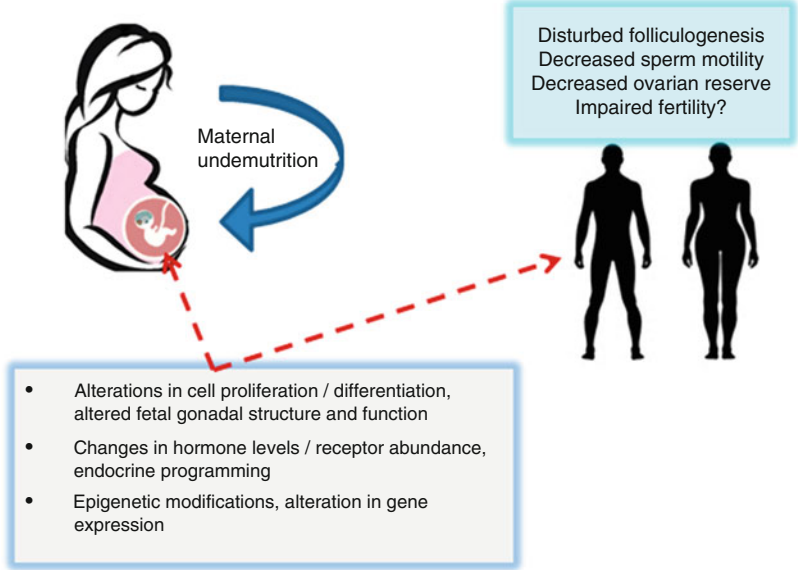 Disturbed folliculogenesis
Decreased sperm motility
Decreased ovarian reserve
Impaired fertility?
Maternal
undemutrition
• Alterations in cell proliferation / differentiation,
altered fetal gonadal structure and function
• Changes in hormone levels / receptor abundance,
endocrine programming
• Epigenetic modifications, alteration in gene
expression